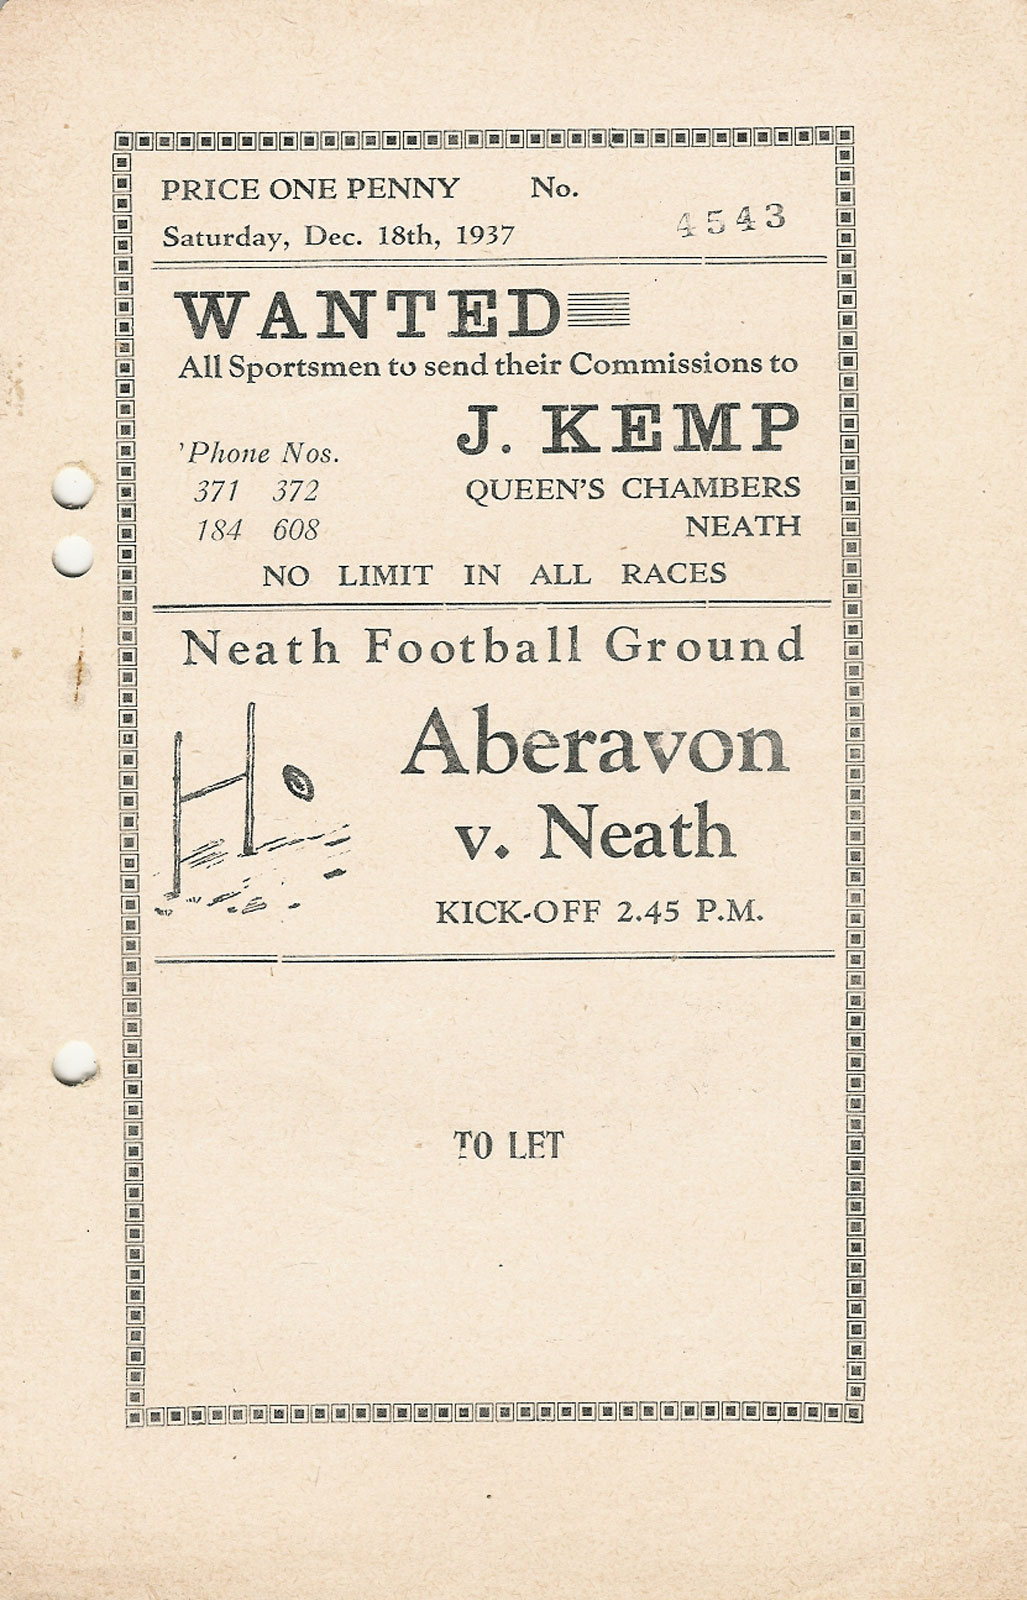 PRICE ONE PENNY No.
4543
Saturday, Dec. 18th, 1937
WANTED
All Sportsmen to send their Commissions to
J. KEMP
'Phone Nos.
371 372
QUEEN'S CHAMBERS
184 608
NEATH
NO LIMIT IN ALL RACES
Neath Football Ground
Aberavon
v. Neath
KICK-OFF 2.45 P.M.
TO LET